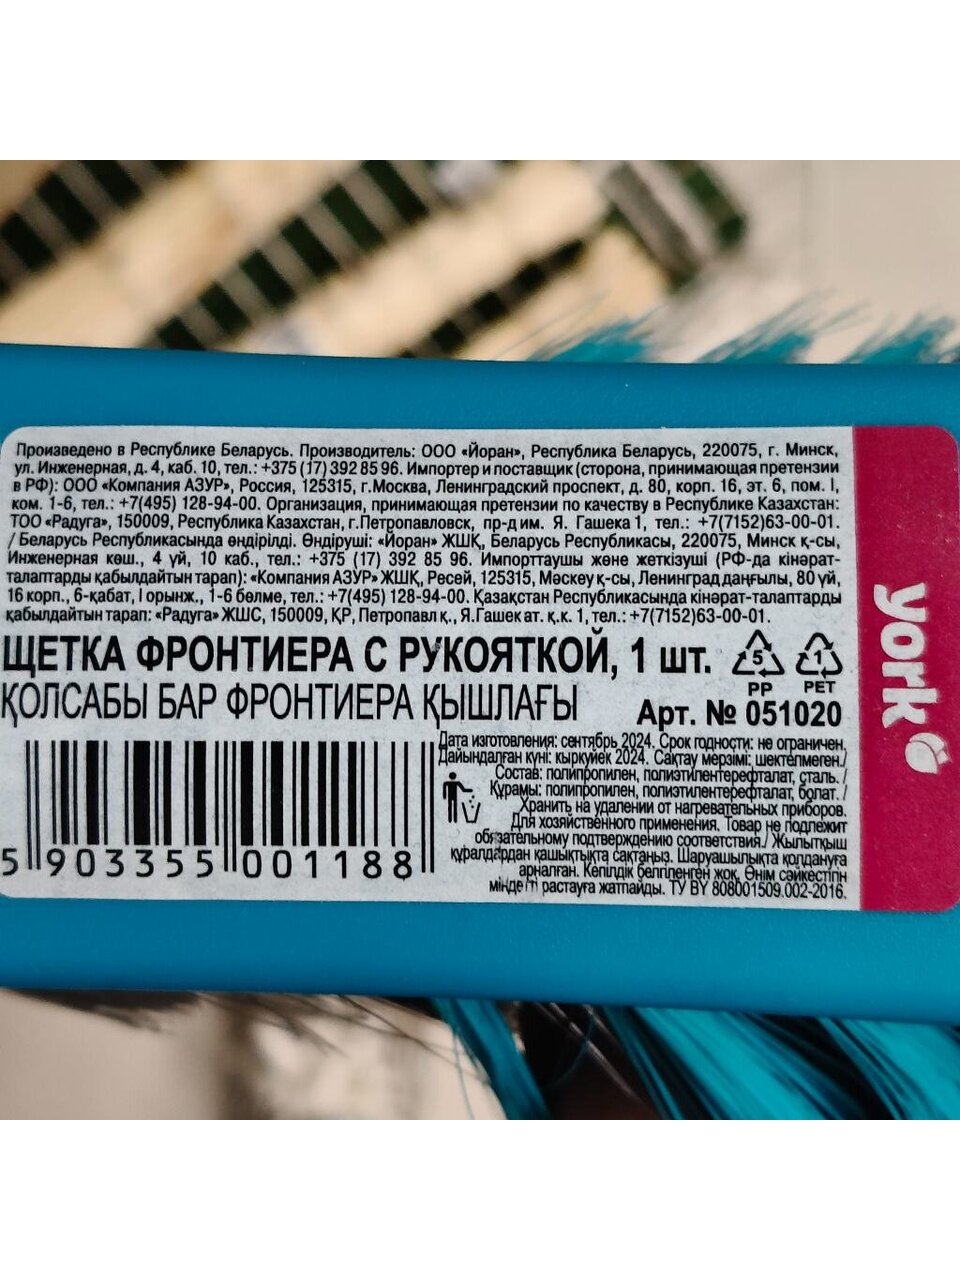 Произведено в Республике Беларусь. Производитель: ООО «Йоран», Республика Беларусь, 220075, г. Минск,
ул. Инженерная, д. 4, каб. 10, тел.: +375 (17) 392 85 96. Импортер и поставщик (сторона, принимающая претензии
в РФ): ООО «Компания АЗУР», Россия, 125315, г.Москва, Ленинградский проспект, д. 80, корп. 16, эт. 6, пом. I,
ком. 1-6, тел.: +7(495) 128-94-00. Организация, принимающая претензии по качеству в Республике Казахстан:
ТОО «Радуга», 150009, Республика Казахстан, г.Петропавловск, пр-д им. Я. Гашека 1, тел.: +7(7152)63-00-01.
/ Беларусь Республикасында өндірілді. Өндіруші: «Йоран» ЖШҚ, Беларусь Республикасы, 220075, Минск қ-сы,
Инженерная көш., 4 үй, 10 каб., тел.: +375 (17) 392 85 96. Импорттаушы және жеткізуші (РФ-да кінәрат-
талаптарды қабылдайтын тарап): «Компания АЗУР» ЖШҚ, Ресей, 125315, Мәскеу қ-сы, Ленинград даңғылы, 80 үй,
16 корп., 6-қабат, I орынж., 1-6 бөлме, тел.: +7(495) 128-94-00. Қазақстан Республикасында кінәрат-талаптарды
қабылдайтын тарап: «Радуга» ЖШС, 150009, ҚР, Петропавл қ., Я.Гашек ат. қ.к. 1, тел.: +7(7152)63-00-01.
ЩЕТКА ФРОНТИЕРА С РУКОЯТКОЙ, 1 шт.
5 1
PP PET
ҚОЛСАБЫ БАР ФРОНТИЕРА ҚЫШЛАҒЫ
Арт. № 051020
Дата изготовления: сентябрь 2024. Срок годности: не ограничен.
Дайындалған күні: кыркуйек 2024. Сақтау мерзімі: шектелмеген./
Состав: полипропилен, полиэтилентерефталат, сталь. /
Құрамы: полипропилен, полиэтилентерефталат, болат. /
Хранить на удалении от нагревательных приборов.
Для хозяйственного применения. Товар не подлежит
обязательному подтверждению соответствия./ Жылытқыш
құралдардан қашықтықта сақтаңыз. Шаруашылықта қолдануға
арналған. Кепілдік белгіленген жоқ. Өнім сәйкестігін
міндетті растауға жатпайды. ТУ BY 808001509.002-2016.
5 903355 001188
york